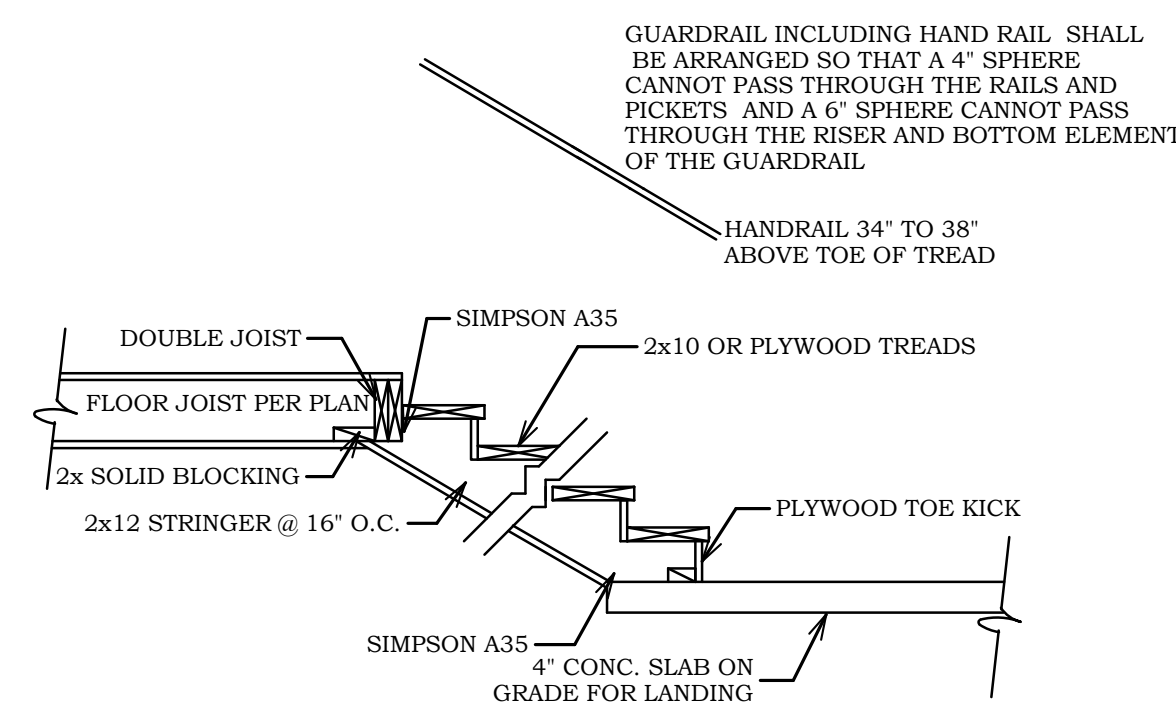 GUARDRAIL INCLUDING HAND RAIL SHALL
BE ARRANGED SO THAT A 4" SPHERE
CANNOT PASS THROUGH THE RAILS AND
PICKETS AND A 6" SPHERE CANNOT PASS
THROUGH THE RISER AND BOTTOM ELEMENT
OF THE GUARDRAIL
HANDRAIL 34" TO 38"
ABOVE TOE OF TREAD
SIMPSON A35
DOUBLE JOIST
2x10 OR PLYWOOD TREADS
FLOOR JOIST PER PLAN
2x SOLID BLOCKING
2x12 STRINGER @ 16" O.C.
PLYWOOD TOE KICK
SIMPSON A35
4" CONC. SLAB ON
GRADE FOR LANDING